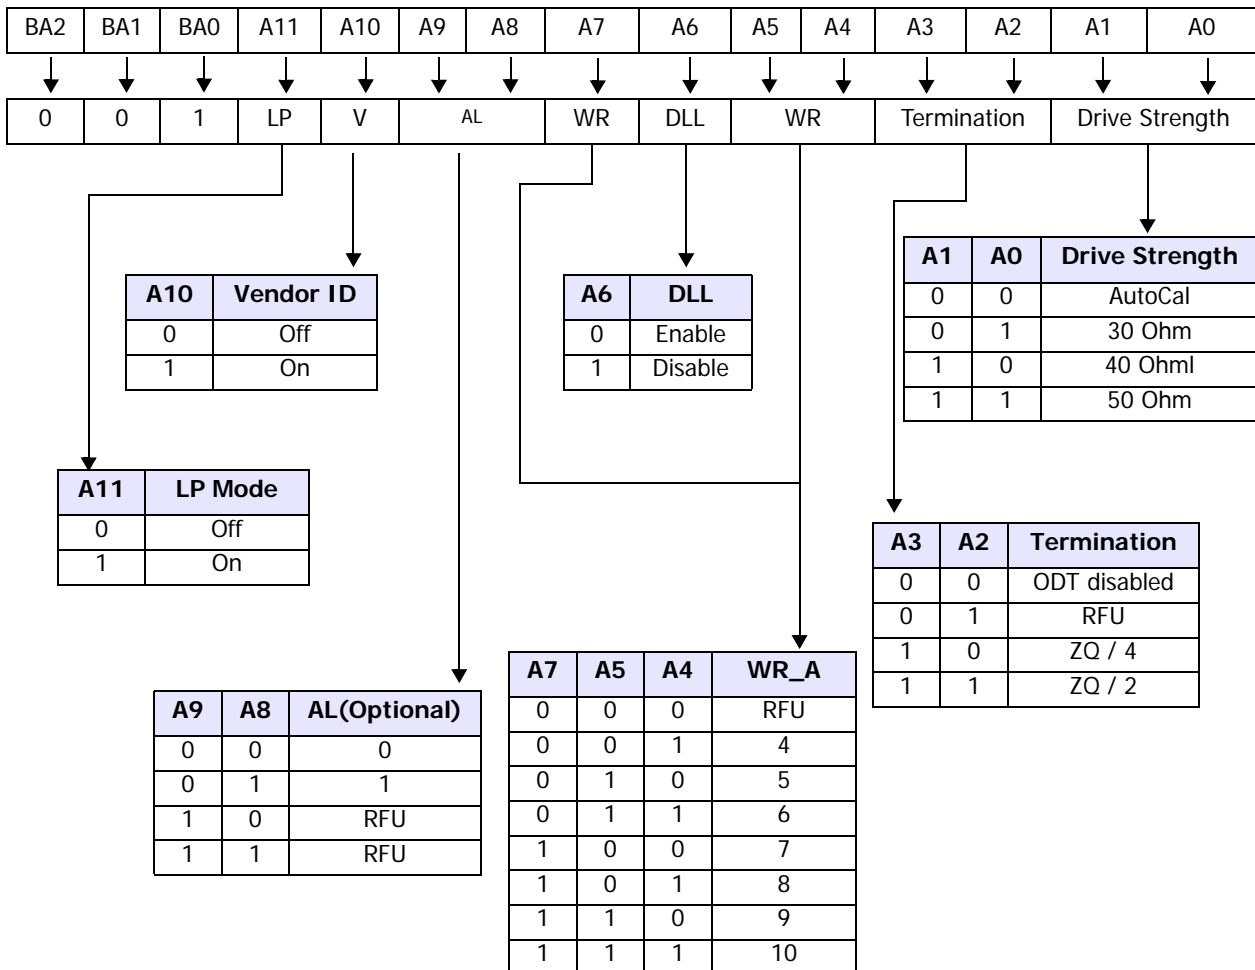 BA2 BA1 BA0 A11 A10 A9 A8 A7 A6 A5 A4 A3 A2 A1 A0
0 0 1 LP V AL WR DLL WR Termination Drive Strength
A1 A0 Drive Strength
0 0 AutoCal
0 1 30 Ohm
1 0 40 Ohml
1 1 50 Ohm
A10 Vendor ID
0 Off
1 On
A6 DLL
0 Enable
1 Disable
A11 LP Mode
0 Off
1 On
A3 A2 Termination
0 0 ODT disabled
0 1 RFU
1 0 ZQ / 4
1 1 ZQ / 2
A9 A8 AL(Optional)
0 0 0
0 1 1
1 0 RFU
1 1 RFU
A7 A5 A4 WR_A
0 0 0 RFU
0 0 1 4
0 1 0 5
0 1 1 6
1 0 0 7
1 0 1 8
1 1 0 9
1 1 1 10